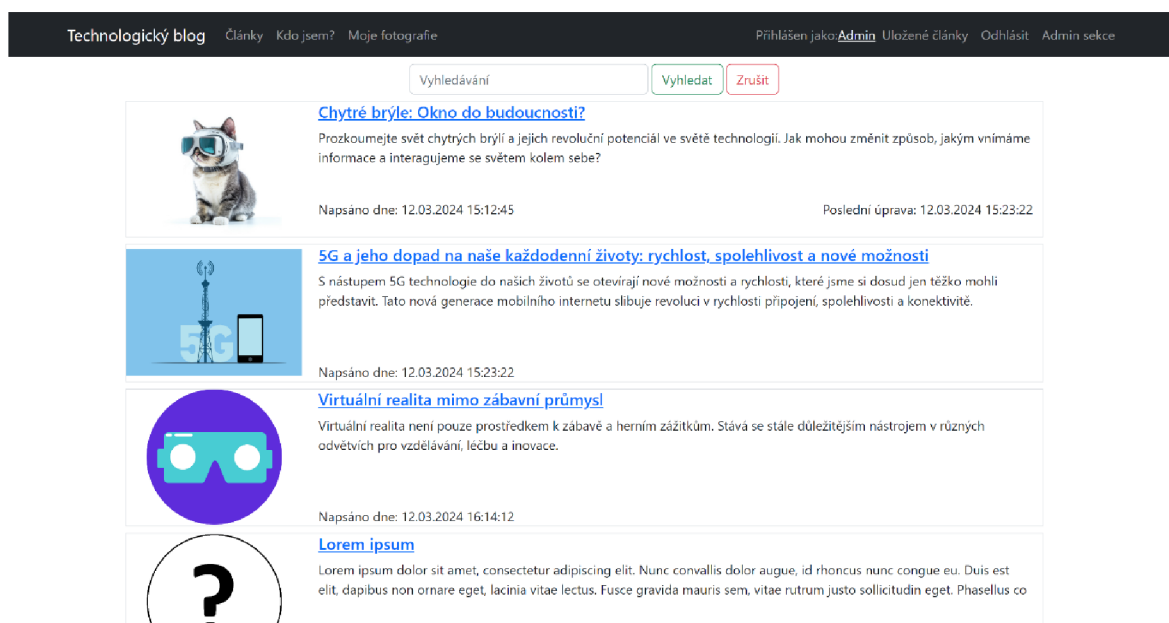 Technologický blog Články Kdo jsem? Moje fotografie Přihlášen jako:Admin Uložené články Odhlásit Admin sekce
Vyhledávání Vyhledat Zrušit
Chytré brýle: Okno do budoucnosti?
Prozkoumejte svět chytrých brýlí a jejich revoluční potenciál ve světě technologií. Jak mohou změnit způsob, jakým vnímáme
informace a interagujeme se světem kolem sebe?
Napsáno dne: 12.03.2024 15:12:45 Poslední úprava: 12.03.2024 15:23:22
5G
5G a jeho dopad na naše každodenní životy: rychlost, spolehlivost a nové možnosti
S nástupem 5G technologie do našich životů se otevírají nové možnosti a rychlosti, které jsme si dosud jen těžko mohli
představit. Tato nová generace mobilního internetu slibuje revoluci v rychlosti připojení, spolehlivosti a konektivitě.
Napsáno dne: 12.03.2024 15:23:22
Virtuální realita mimo zábavní průmysl
Virtuální realita není pouze prostředkem k zábavě a herním zážitkům. Stává se stále důležitějším nástrojem v různých
odvětvích pro vzdělávání, léčbu a inovace.
Napsáno dne: 12.03.2024 16:14:12
?
Lorem ipsum
Lorem ipsum dolor sit amet, consectetur adipiscing elit. Nunc convallis dolor augue, id rhoncus nunc congue eu. Duis est
elit, dapibus non ornare eget, lacinia vitae lectus. Fusce gravida mauris sem, vitae rutrum justo sollicitudin eget. Phasellus co